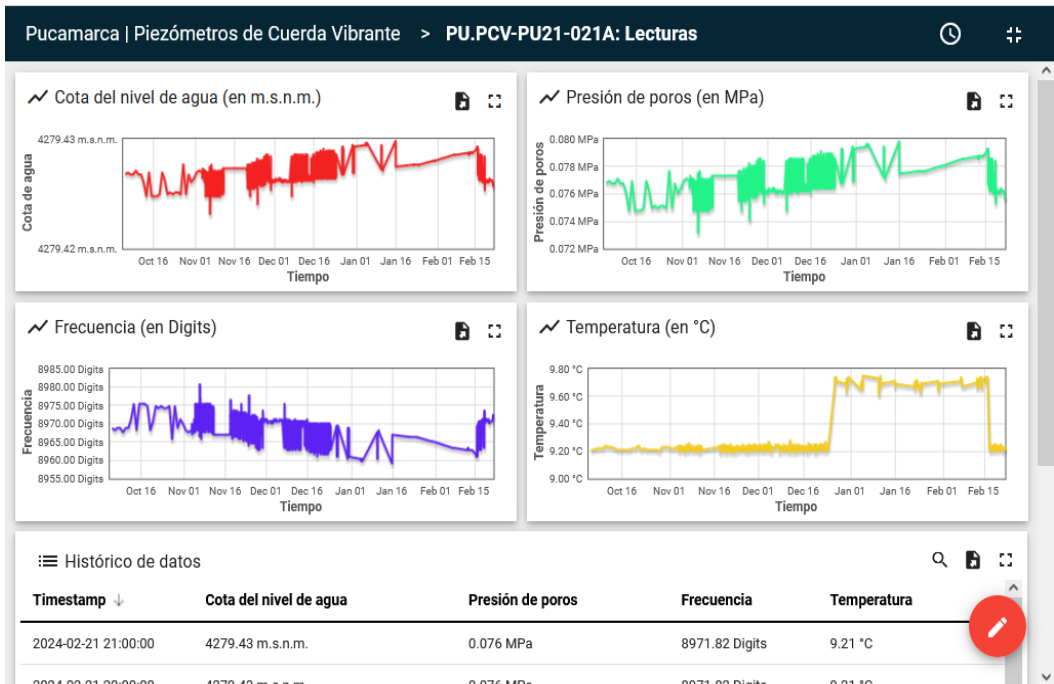 Pucamarca | Piezómetros de Cuerda Vibrante > PU.PCV-PU21-021A: Lecturas
Cota del nivel de agua (en m.s.n.m.)
4279.43 m.s.n.m.
4279.42 m.s.n.m.
Cota de agua
Oct 16 Nov 01 Nov 16 Dec 01 Dec 16 Jan 01 Jan 16 Feb 01 Feb 15
Tiempo
Presión de poros (en MPa)
0.080 MPa
0.078 MPa
0.076 MPa
0.074 MPa
0.072 MPa
Presión de poros
Oct 16 Nov 01 Nov 16 Dec 01 Dec 16 Jan 01 Jan 16 Feb 01 Feb 15
Tiempo
Frecuencia (en Digits)
8985.00 Digits
8980.00 Digits
8975.00 Digits
8970.00 Digits
8965.00 Digits
8960.00 Digits
8955.00 Digits
Frecuencia
Oct 16 Nov 01 Nov 16 Dec 01 Dec 16 Jan 01 Jan 16 Feb 01 Feb 15
Tiempo
Temperatura (en °C)
9.80 °C
9.60 °C
9.40 °C
9.20 °C
9.00 °C
Temperatura
Oct 16 Nov 01 Nov 16 Dec 01 Dec 16 Jan 01 Jan 16 Feb 01 Feb 15
Tiempo
Histórico de datos
Timestamp Cota del nivel de agua Presión de poros Frecuencia Temperatura
2024-02-21 21:00:00 4279.43 m.s.n.m. 0.076 MPa 8971.82 Digits 9.21 °C